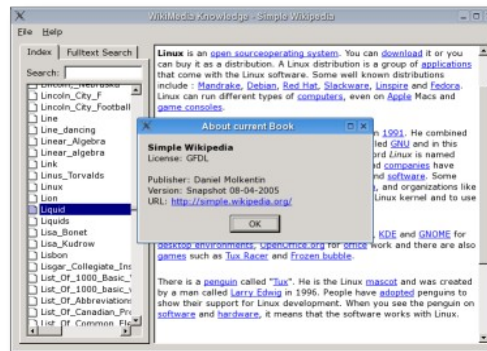 WikiMedia Knowledge - Simple Wikipedia
File Help
Index Fulltext Search
Search:
Lincoln_Nebraska
Lincoln_City_F
Lincoln_City_Football
Line
Line_dancing
Linear_Algebra
Linear_algebra
Link
Linus_Torvalds
Linux
Lion
Liquid
Liquids
Lisa_Bonet
Lisa_Kudrow
Lisbon
Lisgar_Collegiate_Ins
List_Of_1000_Basic_
List_Of_1000_basic_
List_Of_Abbreviations
List_Of_Canadian_Pr
List_Of_Common_Ele
Linux is an open sourceoperating system. You can download it or you
can buy it as a distribution. A Linux distribution is a group of applications
that come with the Linux software. Some well known distributions
include : Mandrake, Debian, Red Hat, Slackware, Linspire and Fedora.
Linux can run different types of computers, even on Apple Macs and
game consoles.
n 1991. He combined
led GNU and in this
ord Linux is named
d companies have
nd software. Some
, and organizations like
Linux kernel and to use
, KDE and GNOME for
desktop environments, OpenOffice.org for office work and there are also
games such as Tux Racer and Frozen bubble.
There is a penguin called "Tux". He is the Linux mascot and was created
by a man called Larry Edwig in 1996. People have adopted penguins to
show their support for Linux development. When you see the penguin on
software and hardware, it means that the software works with Linux.
About current Book
Simple Wikipedia
License: GFDL
Publisher: Daniel Molkentin
Version: Snapshot 08-04-2005
URL: http://simple.wikipedia.org/
OK